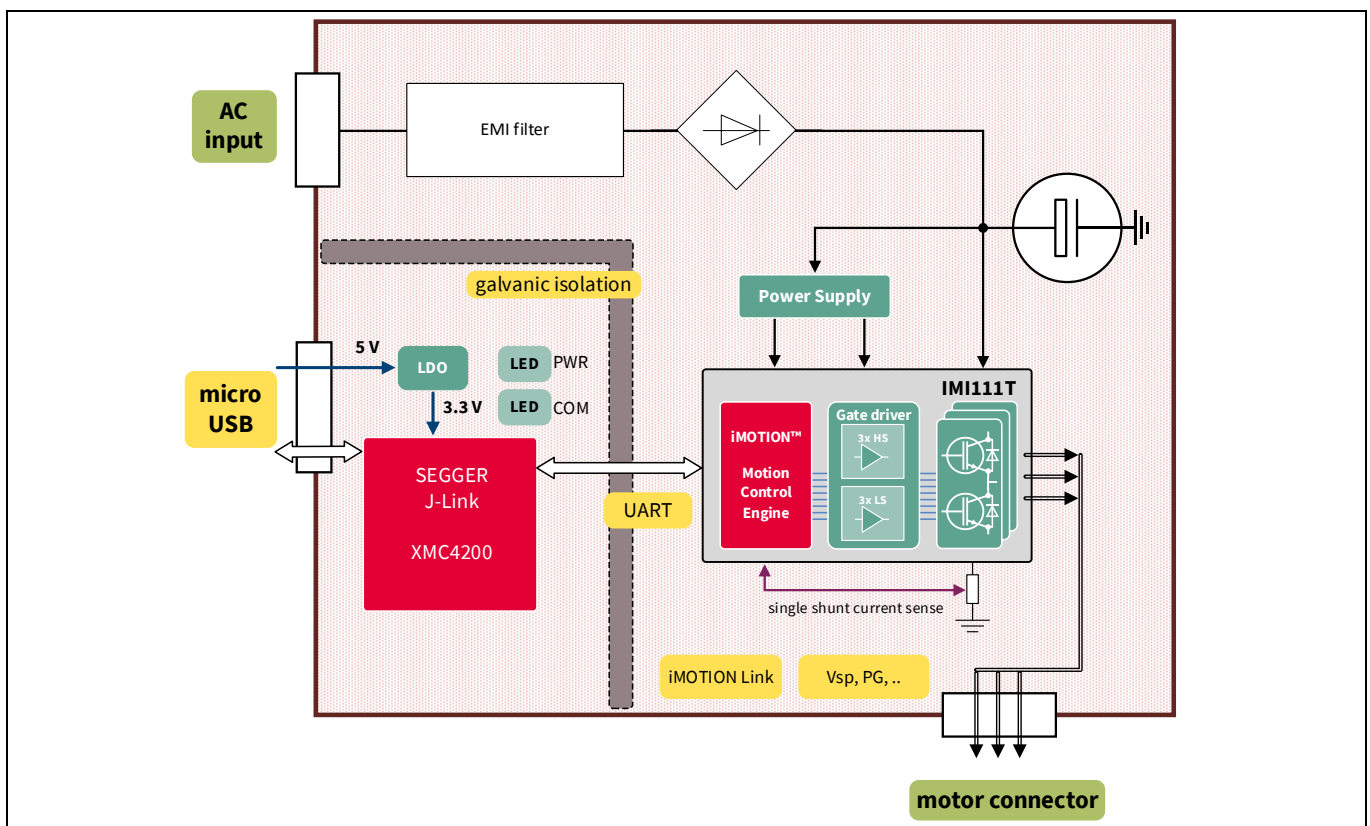 AC
input
EMI filter
galvanic isolation
Power Supply
5 V
LDO
LED PWR
micro
USB
3.3 V
LED COM
IMI111T
SEGGER
J-Link
XMC4200
iMOTION™
Motion
Control
Engine
Gate driver
3x HS
3x LS
UART
single shunt current sense
iMOTION Link
Vsp, PG, ..
motor connector